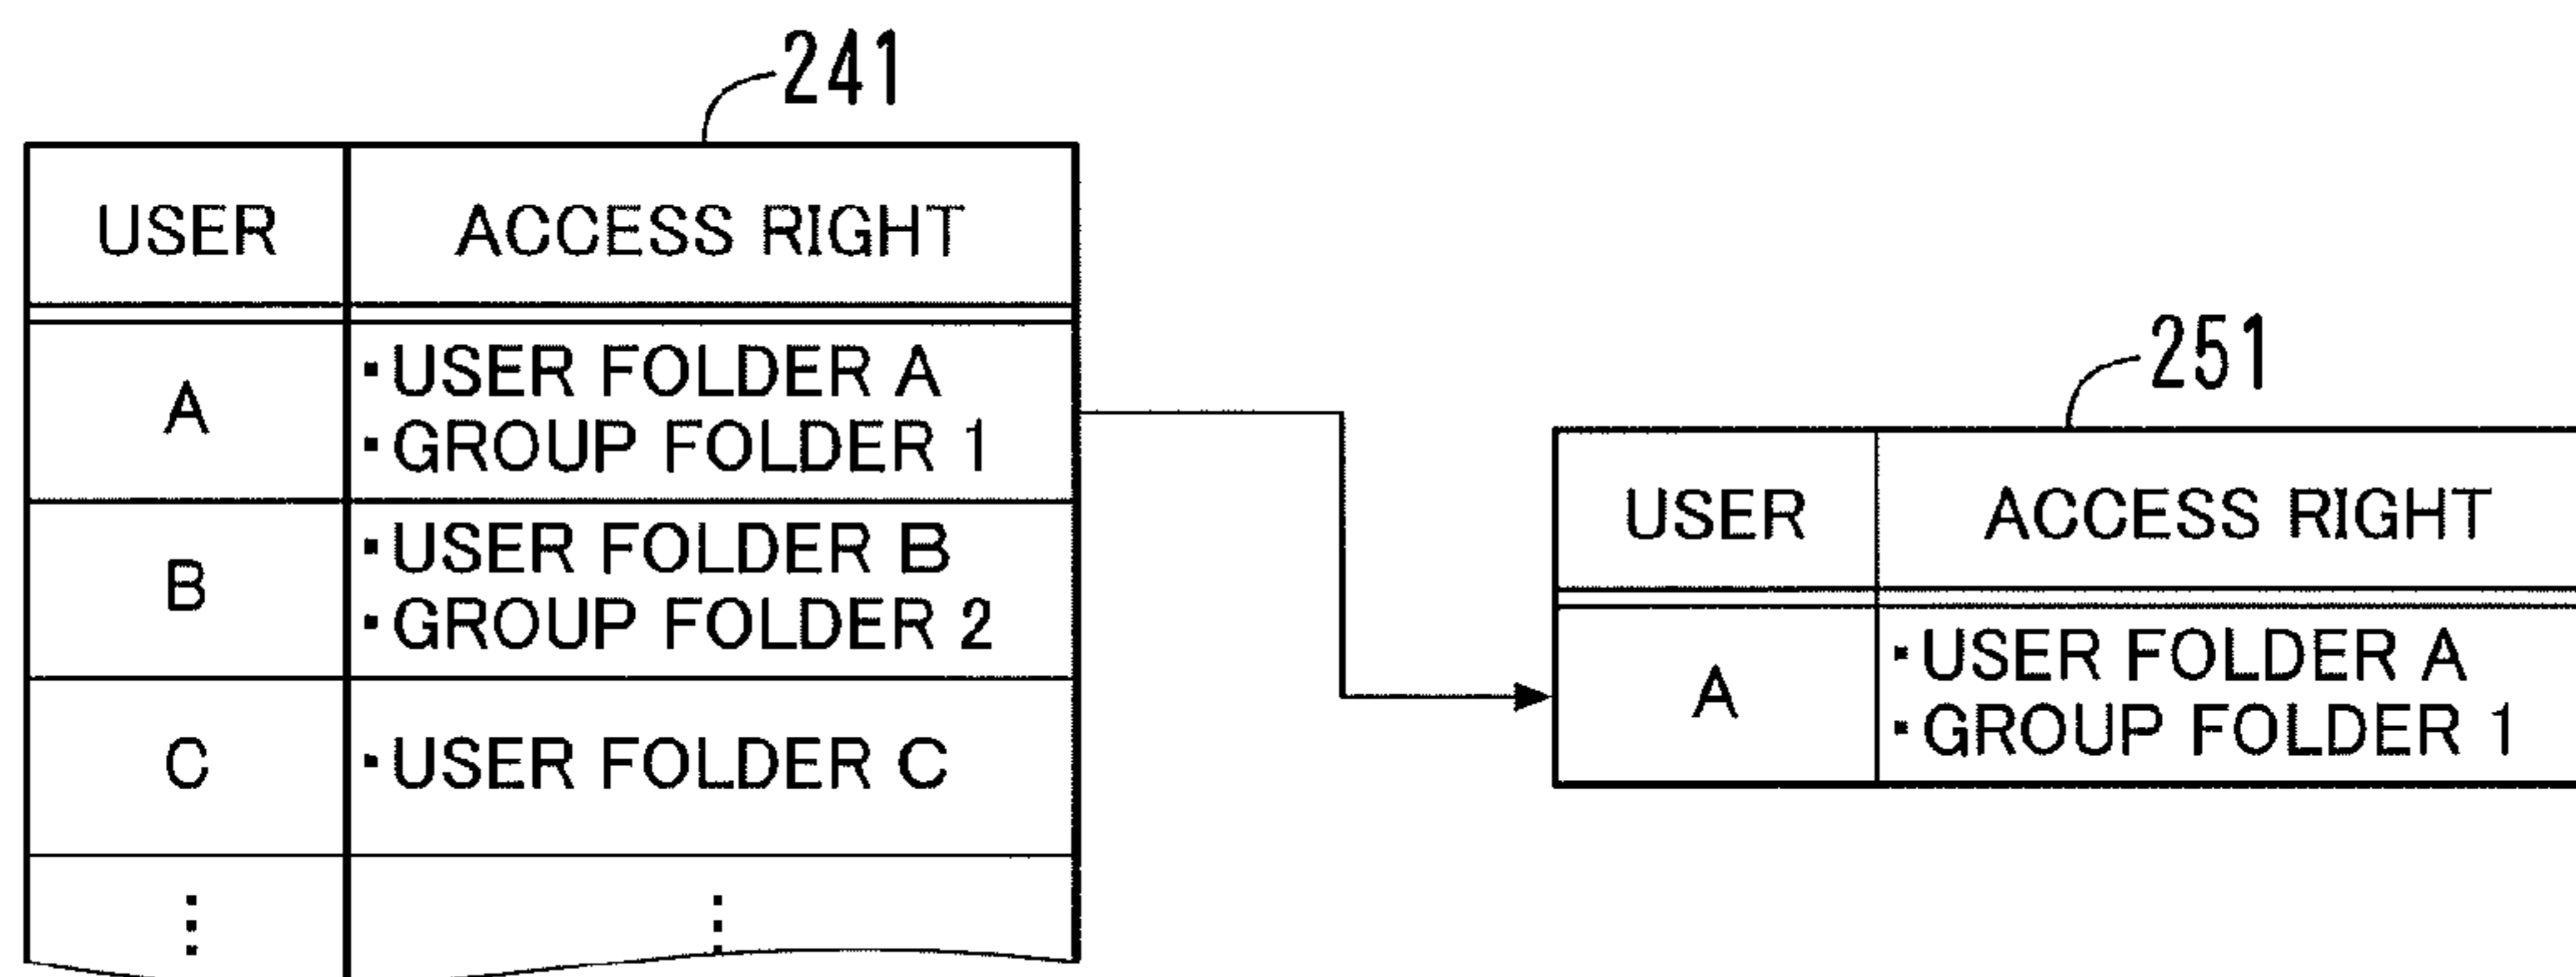 241
USER ACCESS RIGHT
A
・USER FOLDER A
・GROUP FOLDER 1
B
・USER FOLDER B
・GROUP FOLDER 2
C
・USER FOLDER C
⋮ ⋮
251
USER ACCESS RIGHT
A
・USER FOLDER A
・GROUP FOLDER 1